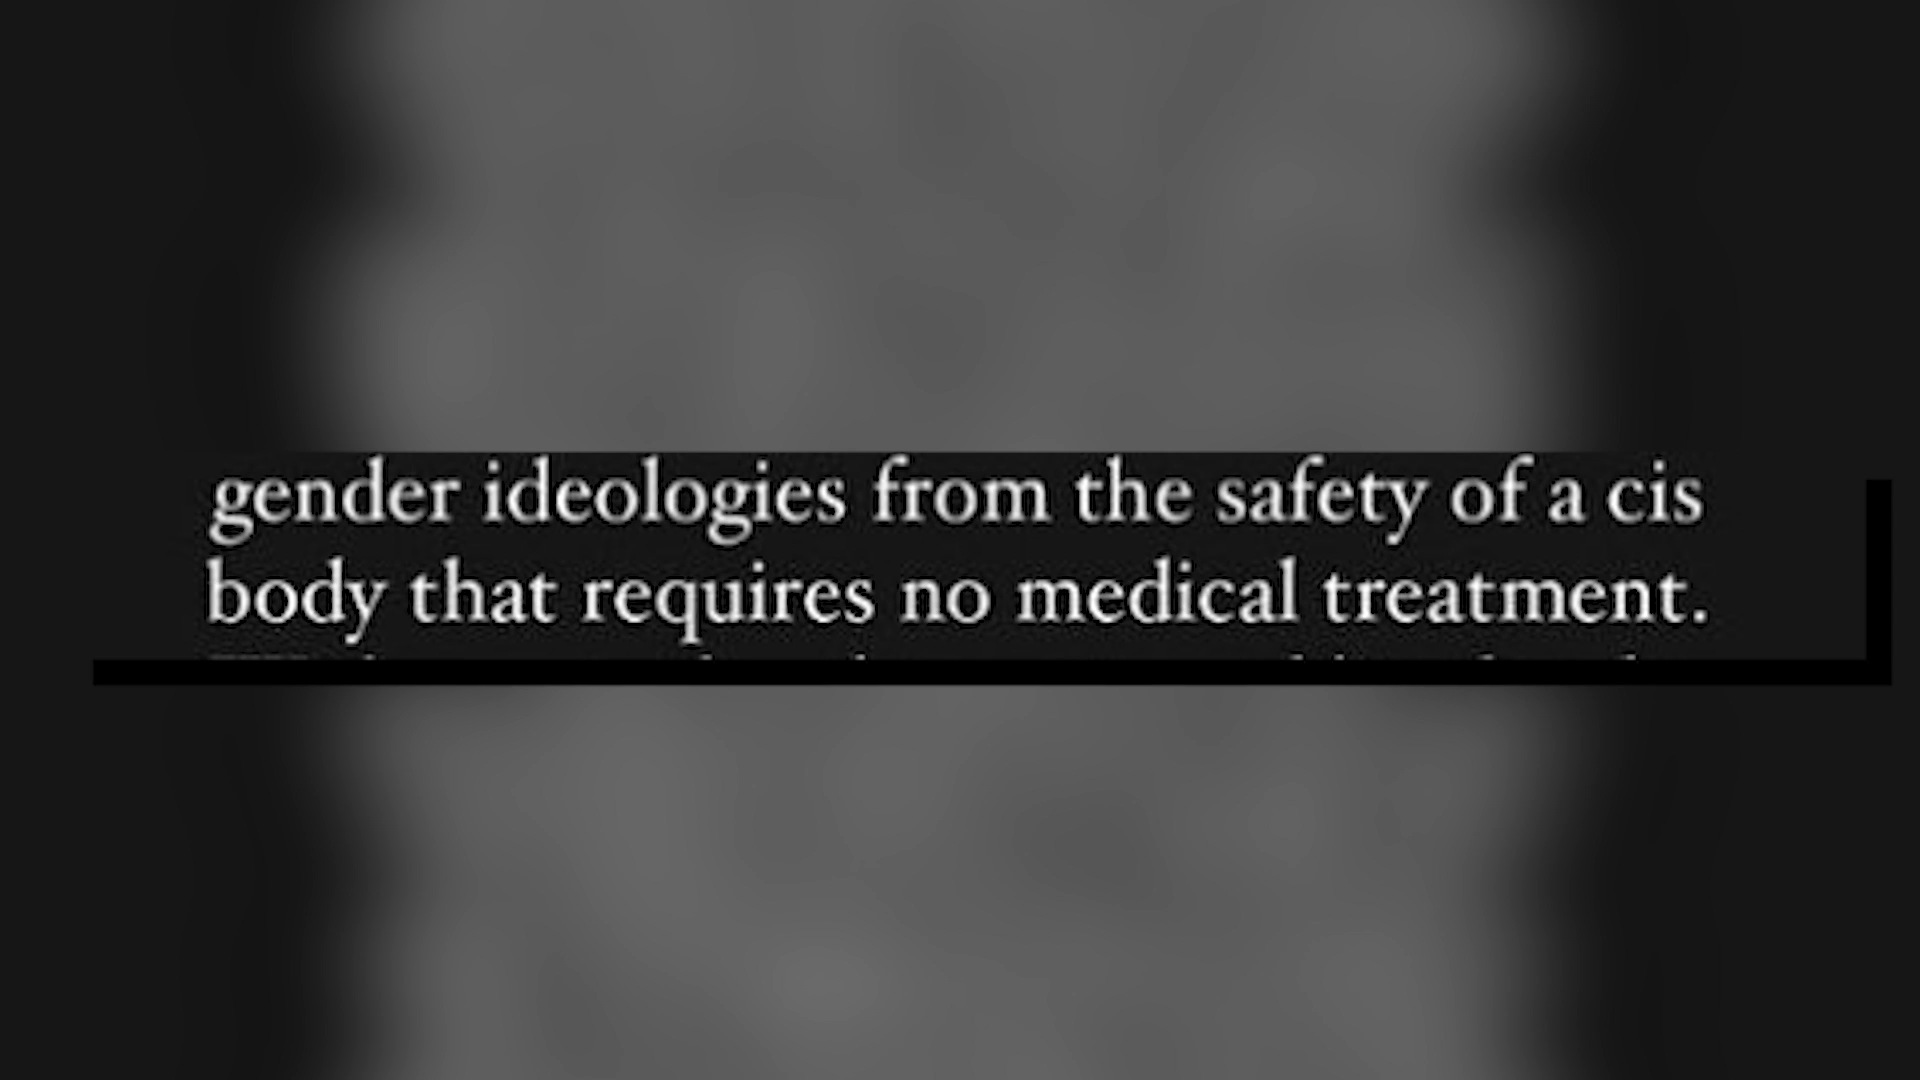 gender ideologies from the safety of a cis
body that requires no medical treatment.